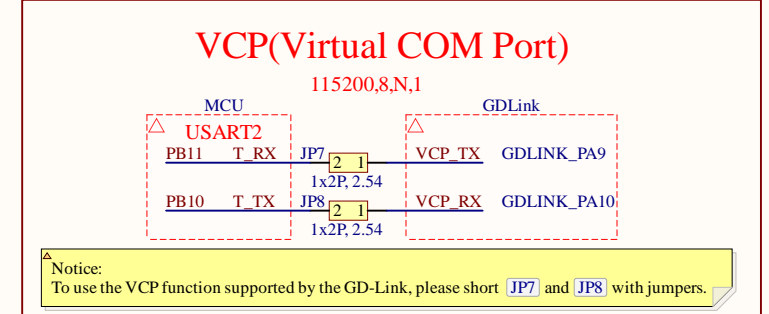 VCP(Virtual COM Port)
115200,8,N,1
MCU GDLink
USART2
PB11 T_RX JP7 2 1 VCP_TX GDLINK_PA9
1x2P, 2.54
PB10 T_TX JP8 2 1 VCP_RX GDLINK_PA10
1x2P, 2.54
Notice:
To use the VCP function supported by the GD-Link, please short JP7 and JP8 with jumpers.